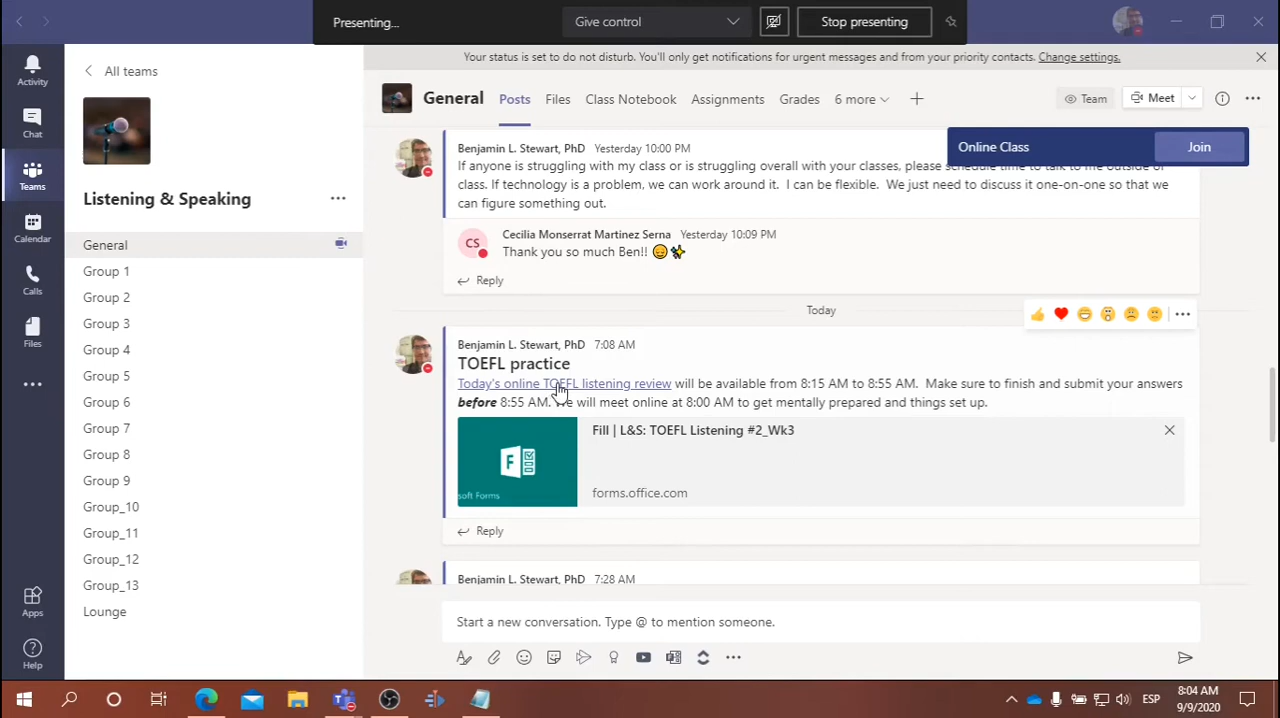 Presenting...
Give control
Stop presenting
Activity
Chat
Teams
Calendar
Calls
Files
Apps
Help
All teams
Listening & Speaking
General
Group 1
Group 2
Group 3
Group 4
Group 5
Group 6
Group 7
Group 8
Group 9
Group_10
Group_11
Group_12
Group_13
Lounge
Your status is set to do not disturb. You'll only get notifications for urgent messages and from your priority contacts. Change settings.
General Posts Files Class Notebook Assignments Grades 6 more
Team Meet
Online Class Join
Benjamin L. Stewart, PhD Yesterday 10:00 PM
If anyone is struggling with my class or is struggling overall with your classes, please schedule time to talk to me outside of
class. If technology is a problem, we can work around it. I can be flexible. We just need to discuss it one-on-one so that we
can figure something out.
CS
Cecilia Monserrat Martinez Serna Yesterday 10:09 PM
Thank you so much Ben!! 😊✨
Reply
Today
Benjamin L. Stewart, PhD 7:08 AM
TOEFL practice
Today's online TOEFL listening review will be available from 8:15 AM to 8:55 AM. Make sure to finish and submit your answers
before 8:55 AM. We will meet online at 8:00 AM to get mentally prepared and things set up.
F
soft Forms
Fill | L&S: TOEFL Listening #2_Wk3
forms.office.com
Reply
Benjamin L. Stewart, PhD 7:28 AM
Start a new conversation. Type @ to mention someone.
ESP
8:04 AM
9/9/2020